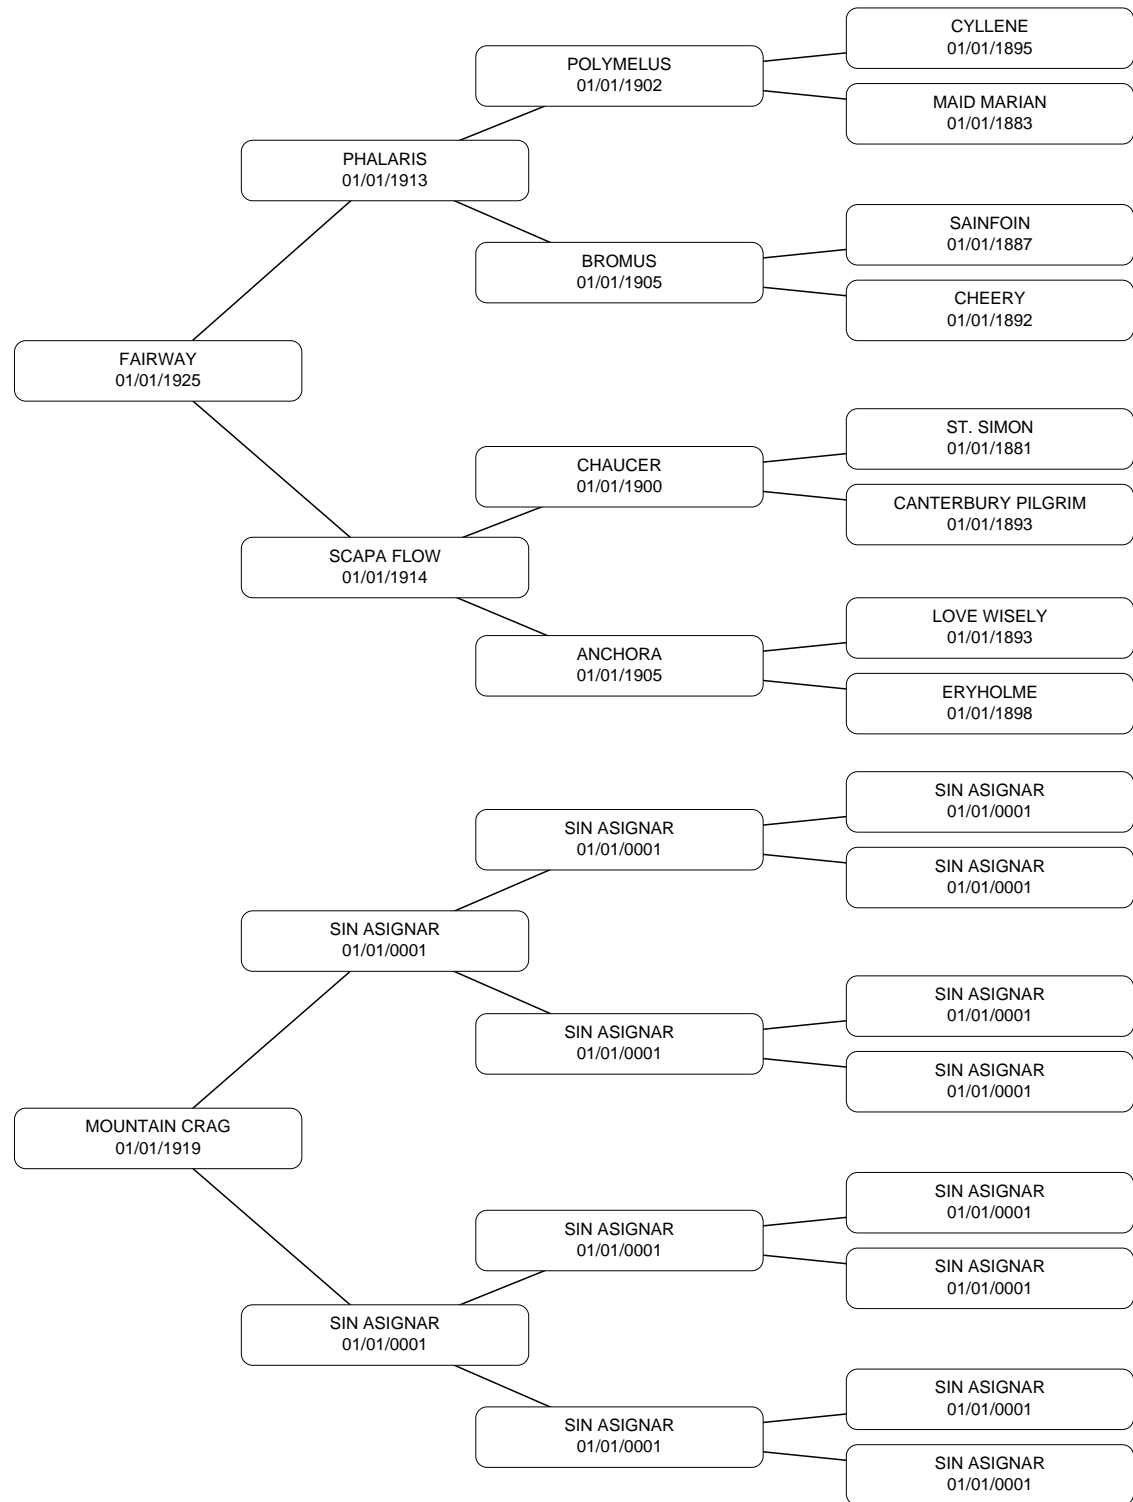 CYLLENE
01/01/1895
POLYMELUS
01/01/1902
MAID MARIAN
01/01/1883
PHALARIS
01/01/1913
SAINFOIN
01/01/1887
BROMUS
01/01/1905
CHEERY
01/01/1892
FAIRWAY
01/01/1925
ST. SIMON
01/01/1881
CHAUCER
01/01/1900
CANTERBURY PILGRIM
01/01/1893
SCAPA FLOW
01/01/1914
LOVE WISELY
01/01/1893
ANCHORA
01/01/1905
ERYHOLME
01/01/1898
SIN ASIGNAR
01/01/0001
SIN ASIGNAR
01/01/0001
SIN ASIGNAR
01/01/0001
SIN ASIGNAR
01/01/0001
SIN ASIGNAR
01/01/0001
SIN ASIGNAR
01/01/0001
SIN ASIGNAR
01/01/0001
MOUNTAIN CRAG
01/01/1919
SIN ASIGNAR
01/01/0001
SIN ASIGNAR
01/01/0001
SIN ASIGNAR
01/01/0001
SIN ASIGNAR
01/01/0001
SIN ASIGNAR
01/01/0001
SIN ASIGNAR
01/01/0001
SIN ASIGNAR
01/01/0001